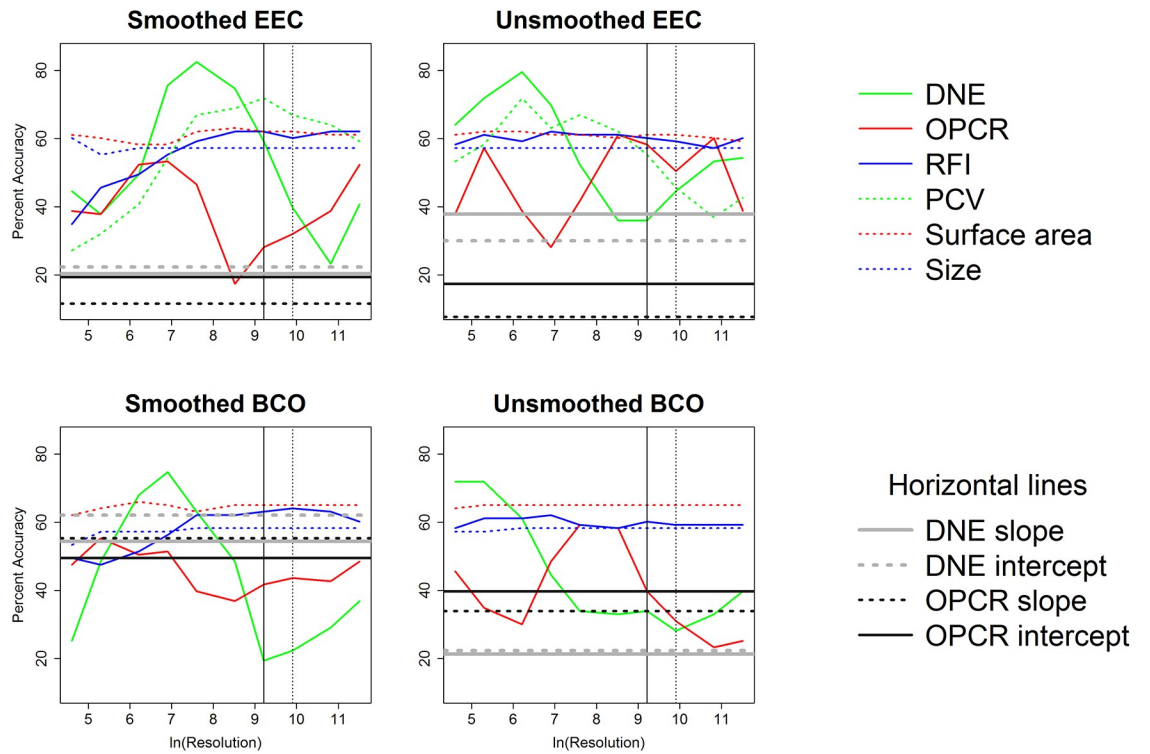 Smoothed EEC
Unsmoothed EEC
Percent Accuracy
80
60
40
20
5 6 7 8 9 10 11
80
60
40
20
5 6 7 8 9 10 11
DNE
OPCR
RFI
PCV
Surface area
Size
Smoothed BCO
Unsmoothed BCO
Percent Accuracy
80
60
40
20
5 6 7 8 9 10 11
ln(Resolution)
80
60
40
20
5 6 7 8 9 10 11
ln(Resolution)
Horizontal lines
DNE slope
DNE intercept
OPCR slope
OPCR intercept